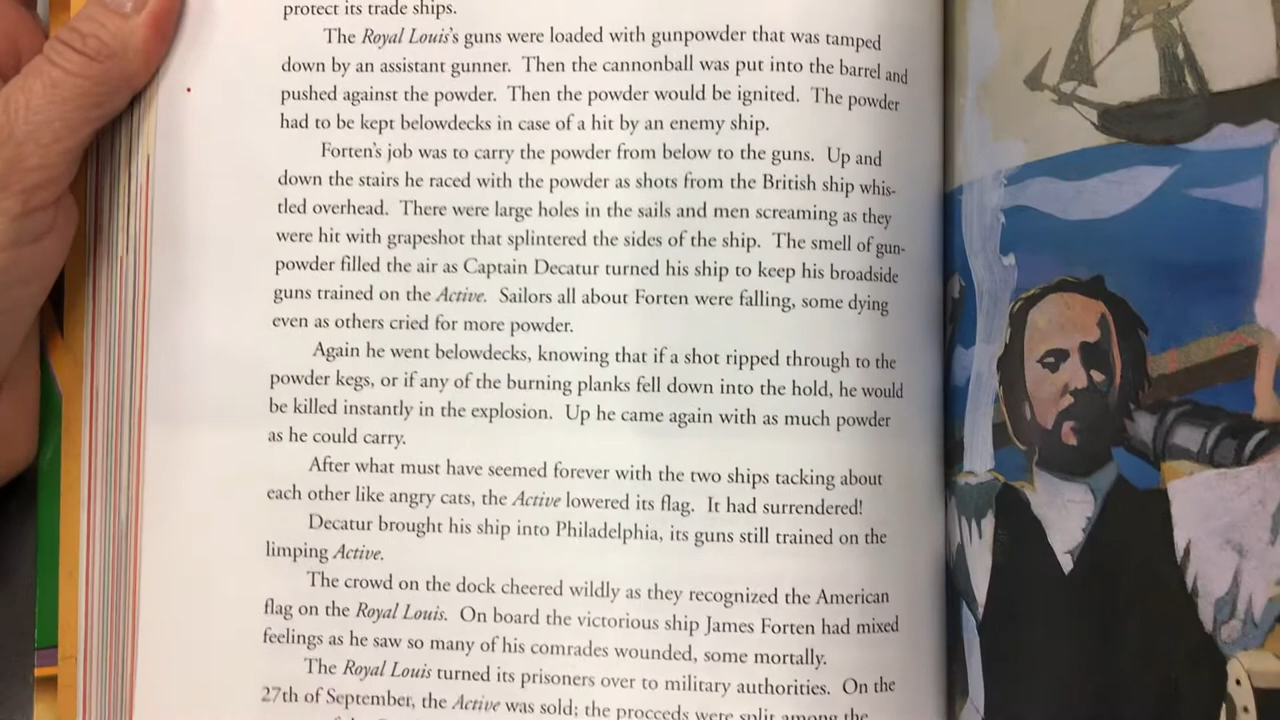 protect its trade ships.
The Royal Louis's guns were loaded with gunpowder that was tamped
down by an assistant gunner. Then the cannonball was put into the barrel and
pushed against the powder. Then the powder would be ignited. The powder
had to be kept belowdecks in case of a hit by an enemy ship.
Forten's job was to carry the powder from below to the guns. Up and
down the stairs he raced with the powder as shots from the British ship whis-
tled overhead. There were large holes in the sails and men screaming as they
were hit with grapeshot that splintered the sides of the ship. The smell of gun-
powder filled the air as Captain Decatur turned his ship to keep his broadside
guns trained on the Active. Sailors all about Forten were falling, some dying
even as others cried for more powder.
Again he went belowdecks, knowing that if a shot ripped through to the
powder kegs, or if any of the burning planks fell down into the hold, he would
be killed instantly in the explosion. Up he came again with as much powder
as he could carry.
After what must have seemed forever with the two ships tacking about
each other like angry cats, the Active lowered its flag. It had surrendered!
Decatur brought his ship into Philadelphia, its guns still trained on the
limping Active.
The crowd on the dock cheered wildly as they recognized the American
flag on the Royal Louis. On board the victorious ship James Forten had mixed
feelings as he saw so many of his comrades wounded, some mortally.
The Royal Louis turned its prisoners over to military authorities. On the
27th of September, the Active was sold; the proceeds were split among the